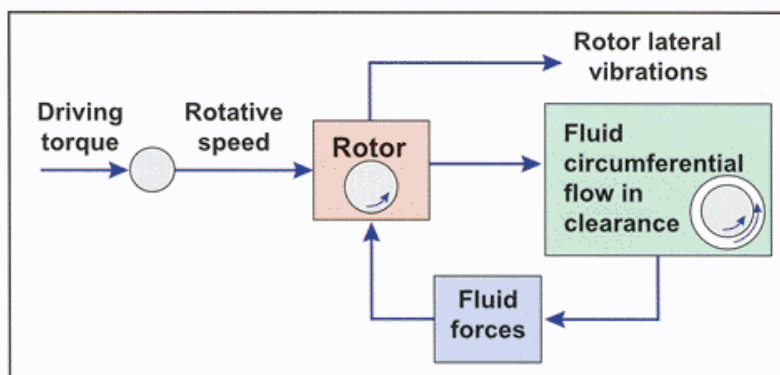 Driving
torque
Rotative
speed
Rotor
Rotor lateral
vibrations
Fluid
circumferential
flow in
clearance
Fluid
forces